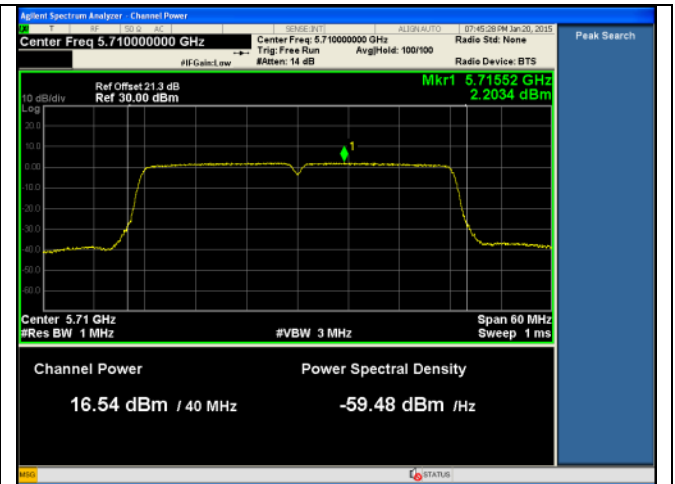 Agilent Spectrum Analyzer - Channel Power
T RF 50 Ω AC SENSE:INT ALIGN AUTO 07:45:28 PM Jan 20, 2015
Center Freq 5.710000000 GHz
Center Freq: 5.710000000 GHz
Radio Std: None
Trig: Free Run Avg|Hold: 100/100
#IFGain:Low #Atten: 14 dB Radio Device: BTS
Peak Search
Mkr1 5.71552 GHz
2.2034 dBm
Ref Offset 21.3 dB
10 dB/div Ref 30.00 dBm
Log
20.0
10.0
1
0.00
-10.0
-20.0
-30.0
-40.0
-50.0
-60.0
Center 5.71 GHz Span 60 MHz
#Res BW 1 MHz #VBW 3 MHz Sweep 1 ms
Channel Power Power Spectral Density
16.54 dBm / 40 MHz -59.48 dBm /Hz
MSG STATUS